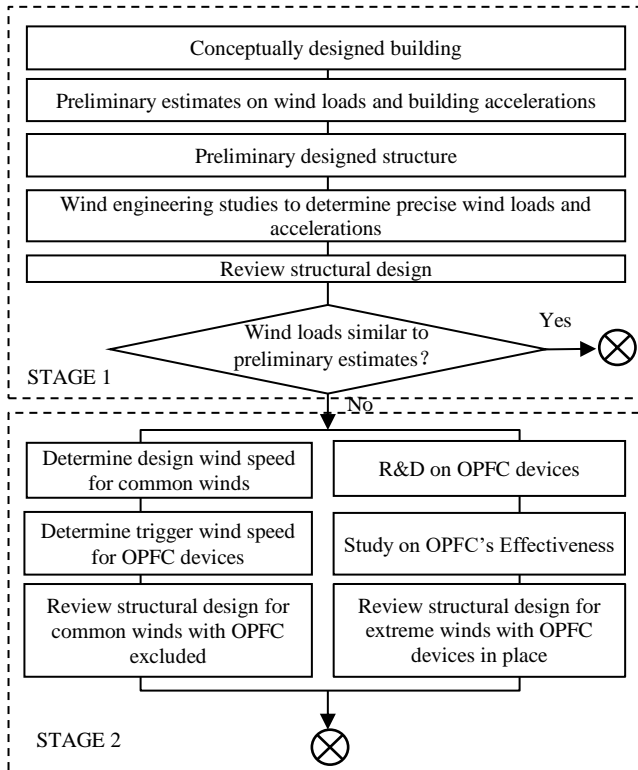 Conceptually designed building
Preliminary estimates on wind loads and building accelerations
Preliminary designed structure
Wind engineering studies to determine precise wind loads and
accelerations
Review structural design
Wind loads similar to
preliminary estimates?
Yes
STAGE 1
No
Determine design wind speed
for common winds
Determine trigger wind speed
for OPFC devices
Review structural design for
common winds with OPFC
excluded
R&D on OPFC devices
Study on OPFC's Effectiveness
Review structural design for
extreme winds with OPFC
devices in place
STAGE 2